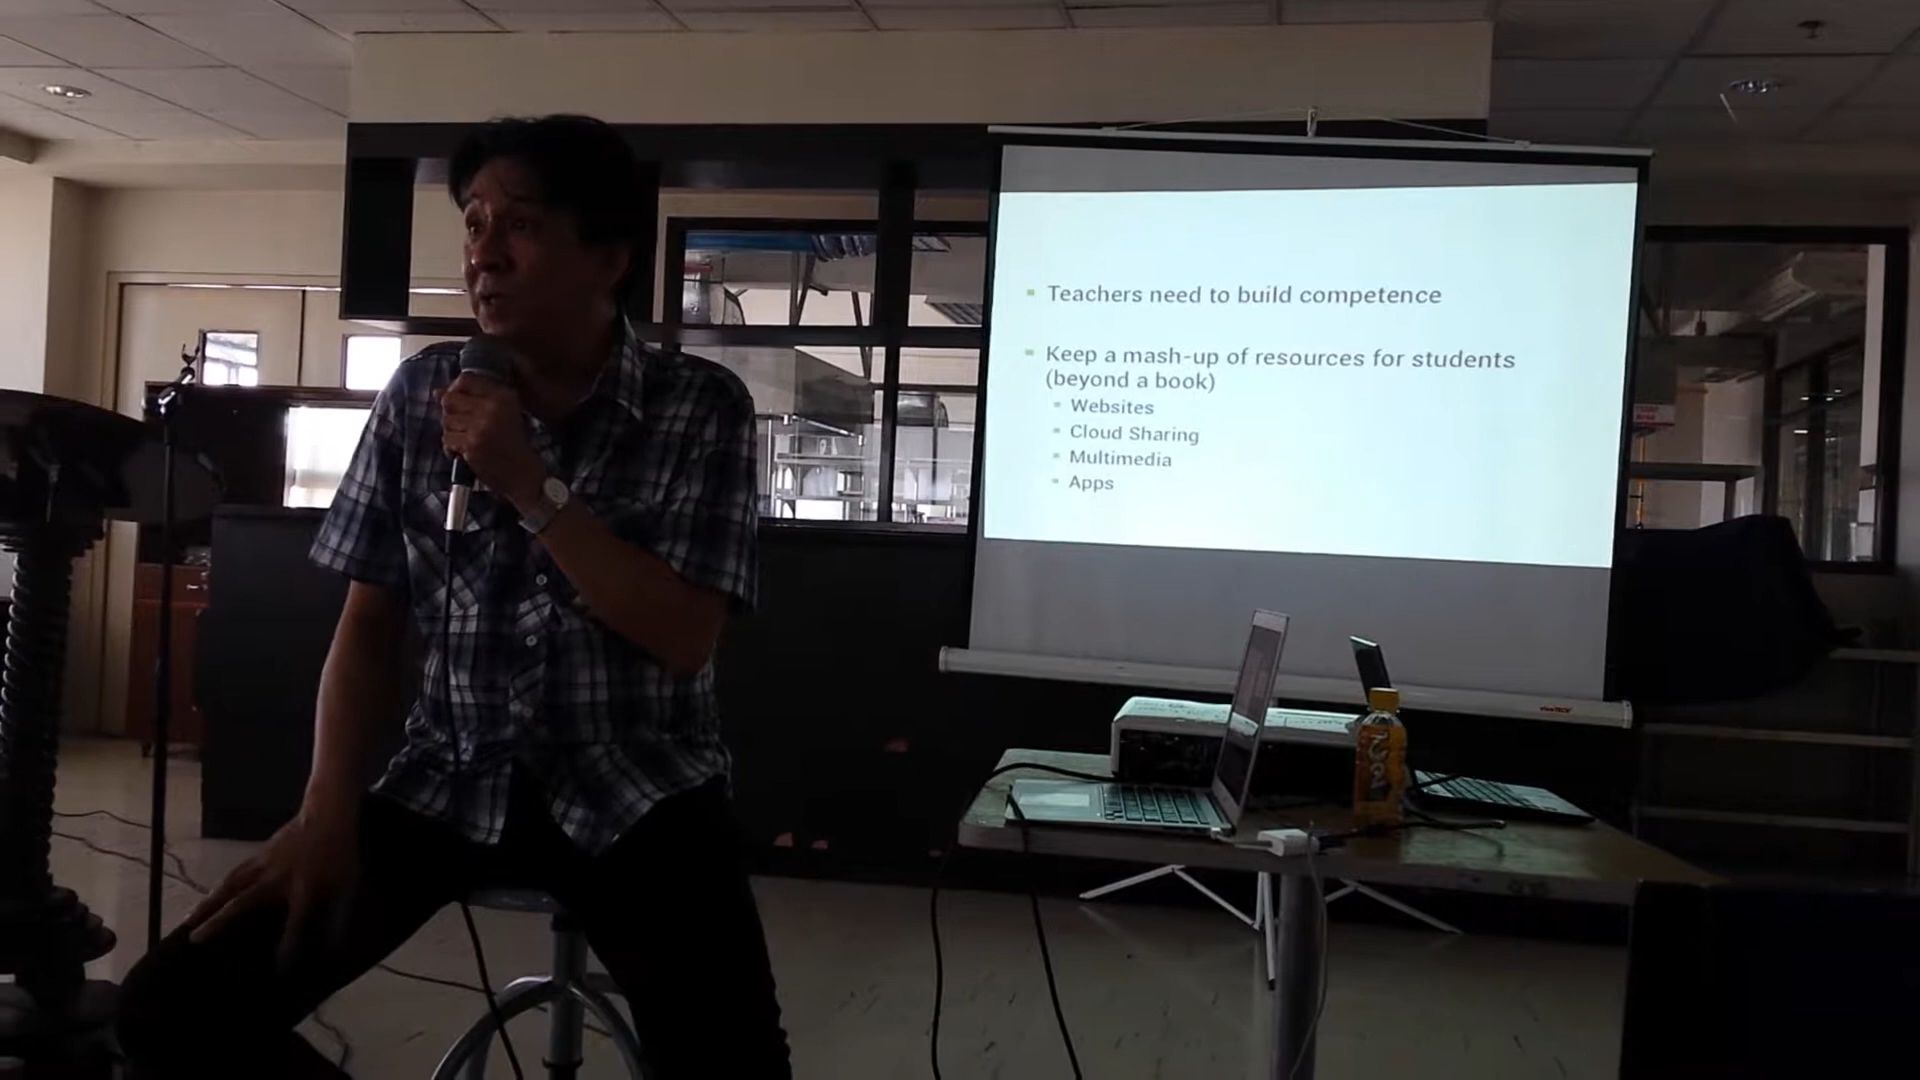 Teachers need to build competence
Keep a mash-up of resources for students
(beyond a book)
Websites
Cloud Sharing
Multimedia
Apps